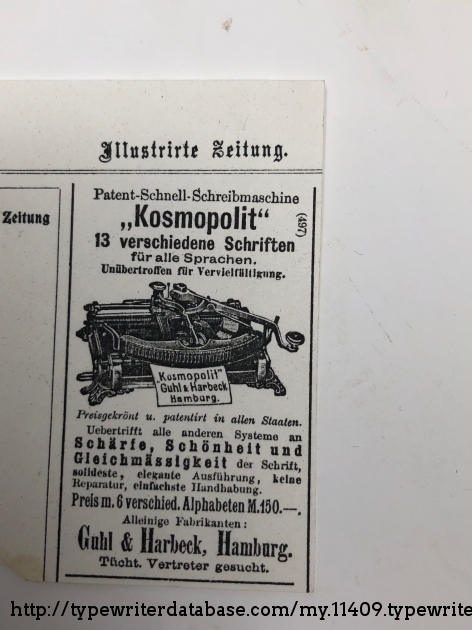 Illustrirte Zeitung.
Zeitung
Patent-Schnell-Schreibmaschine
„Kosmopolit“
(497)
13 verschiedene Schriften
für alle Sprachen.
Unübertroffen für Vervielfältigung.
„Kosmopolit“
Guhl & Harbeck
Hamburg.
Preisgekrönt u. patentirt in allen Staaten.
Uebertrifft alle anderen Systeme an
Schärfe, Schönheit und
Gleichmässigkeit der Schrift,
solideste, elegante Ausführung, keine
Reparatur, einfachste Handhabung.
Preis m. 6 verschied. Alphabeten M.150.—.
Alleinige Fabrikanten:
Guhl & Harbeck, Hamburg.
Tücht. Vertreter gesucht.
http://typewriterdatabase.com/my.11409.typewrite